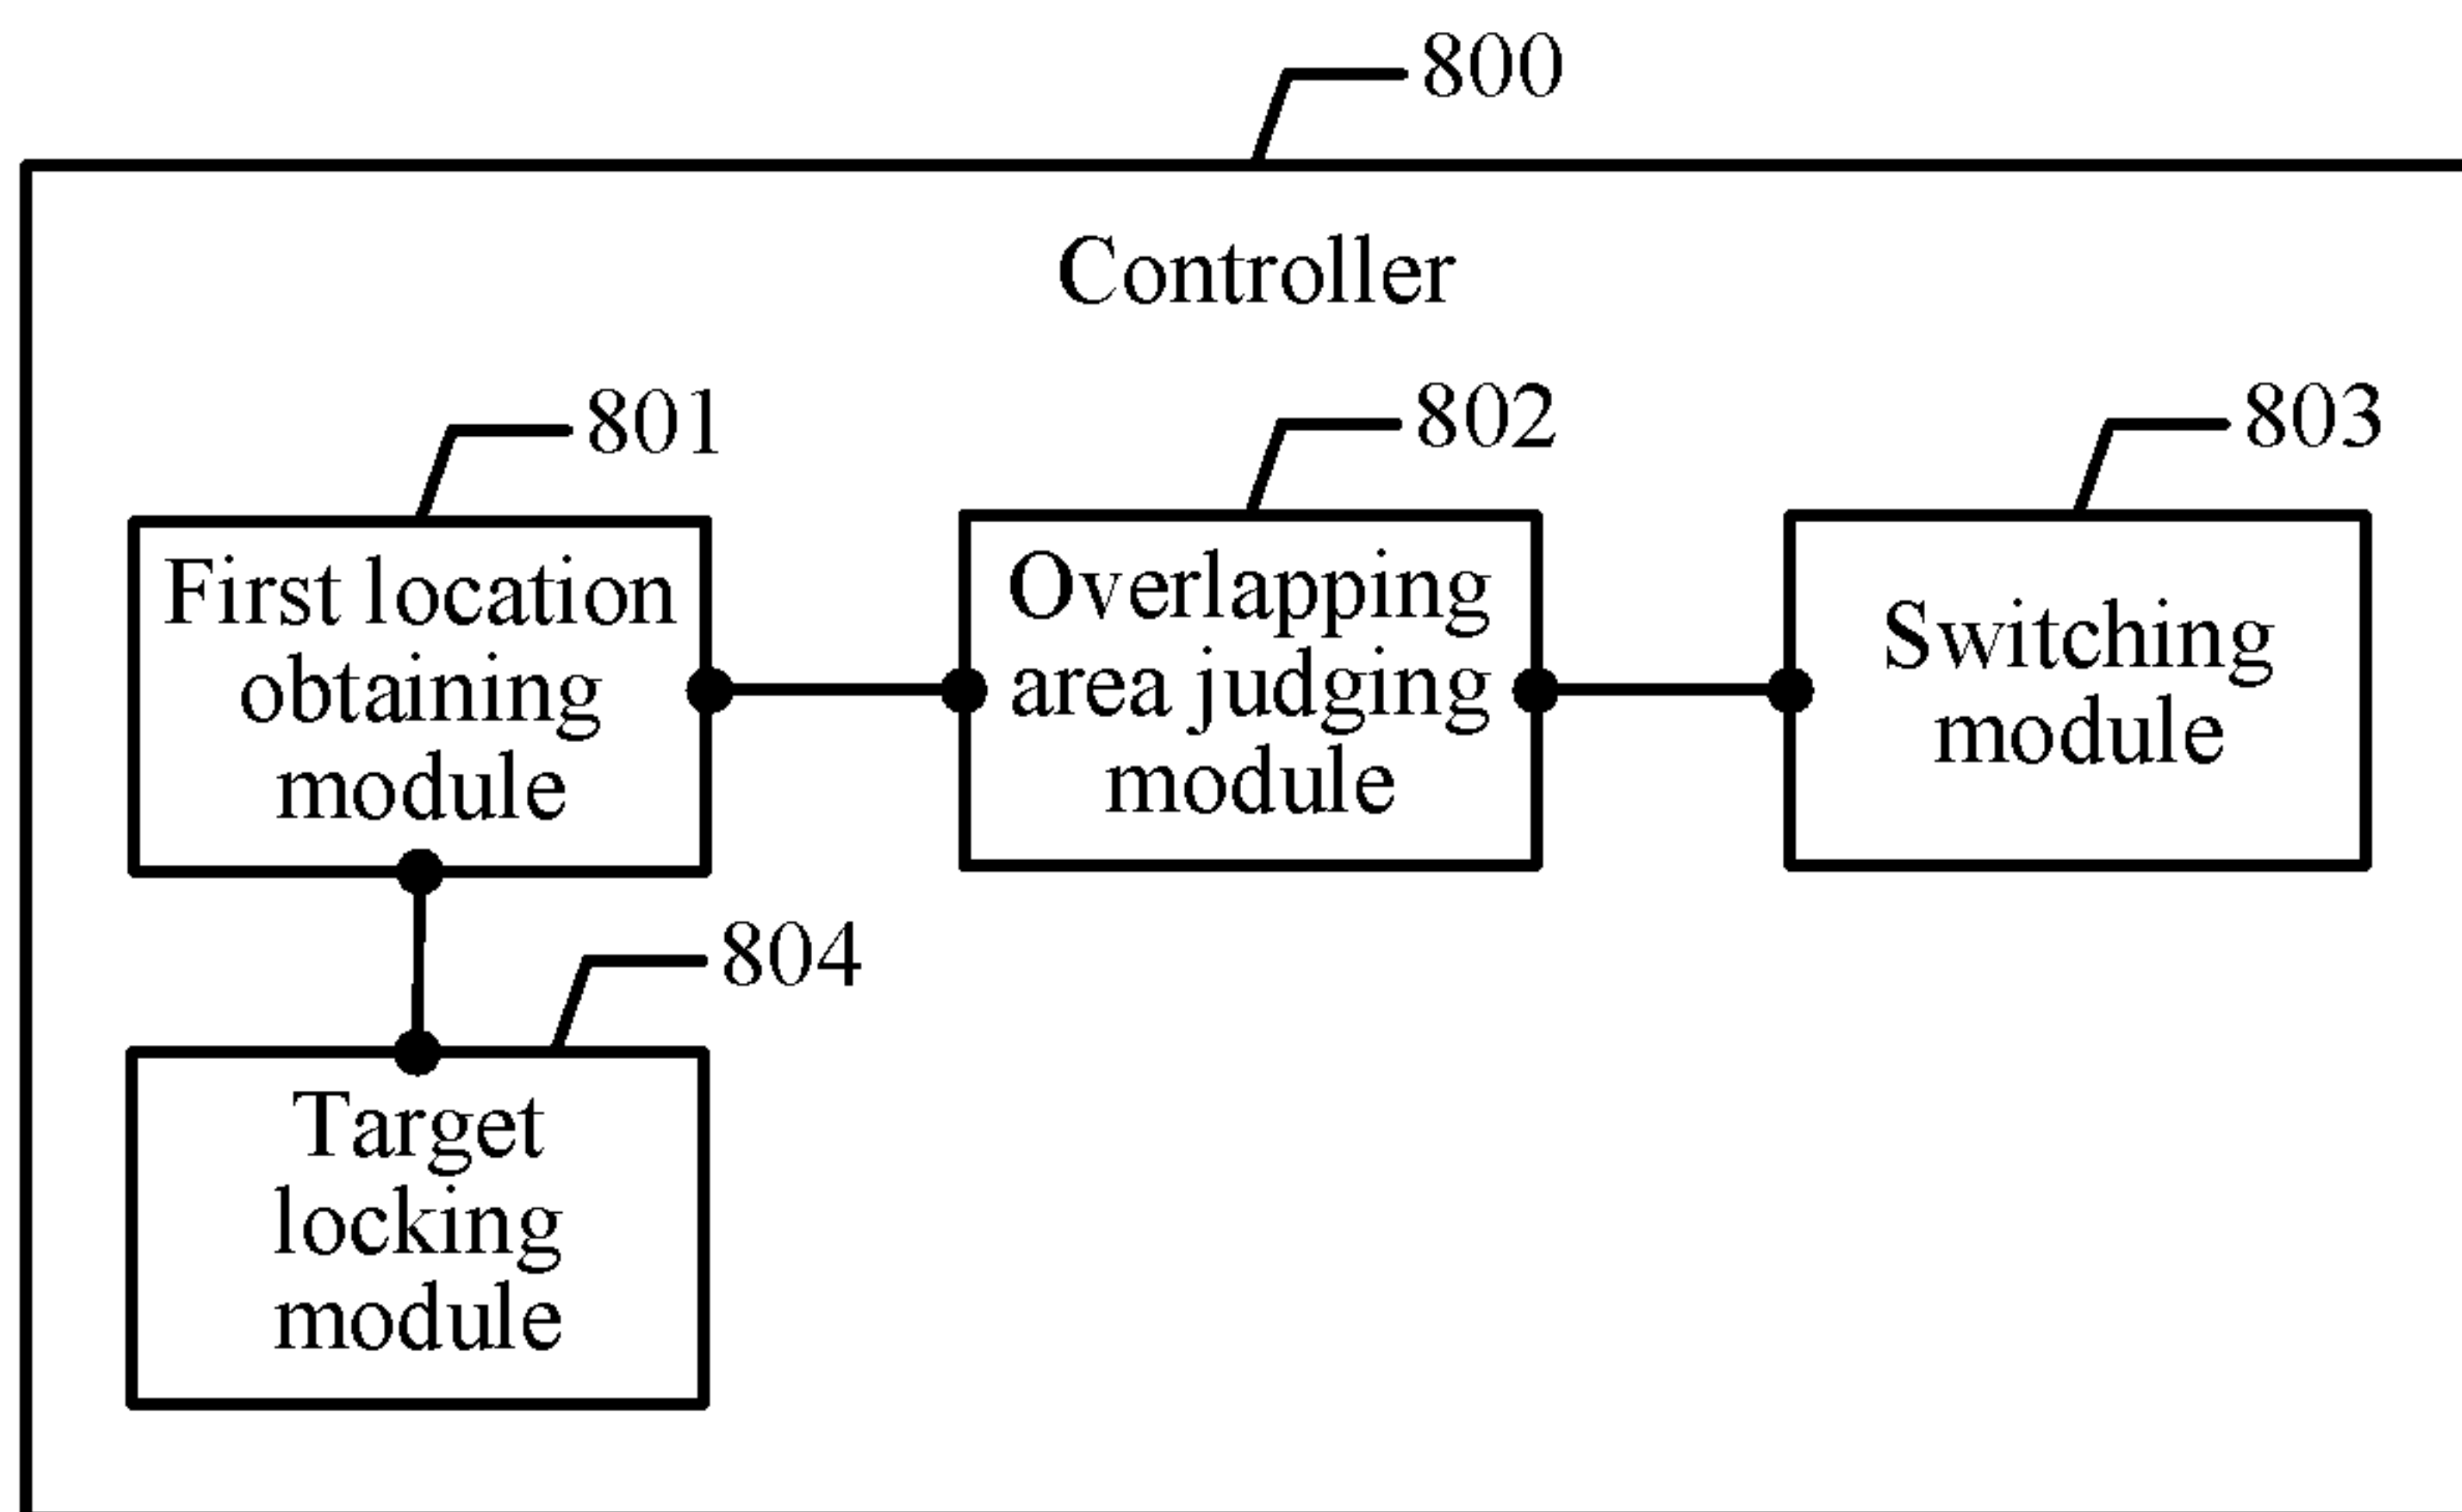 800
Controller
801
802
803
First location
obtaining
module
Overlapping
area judging
module
Switching
module
804
Target
locking
module